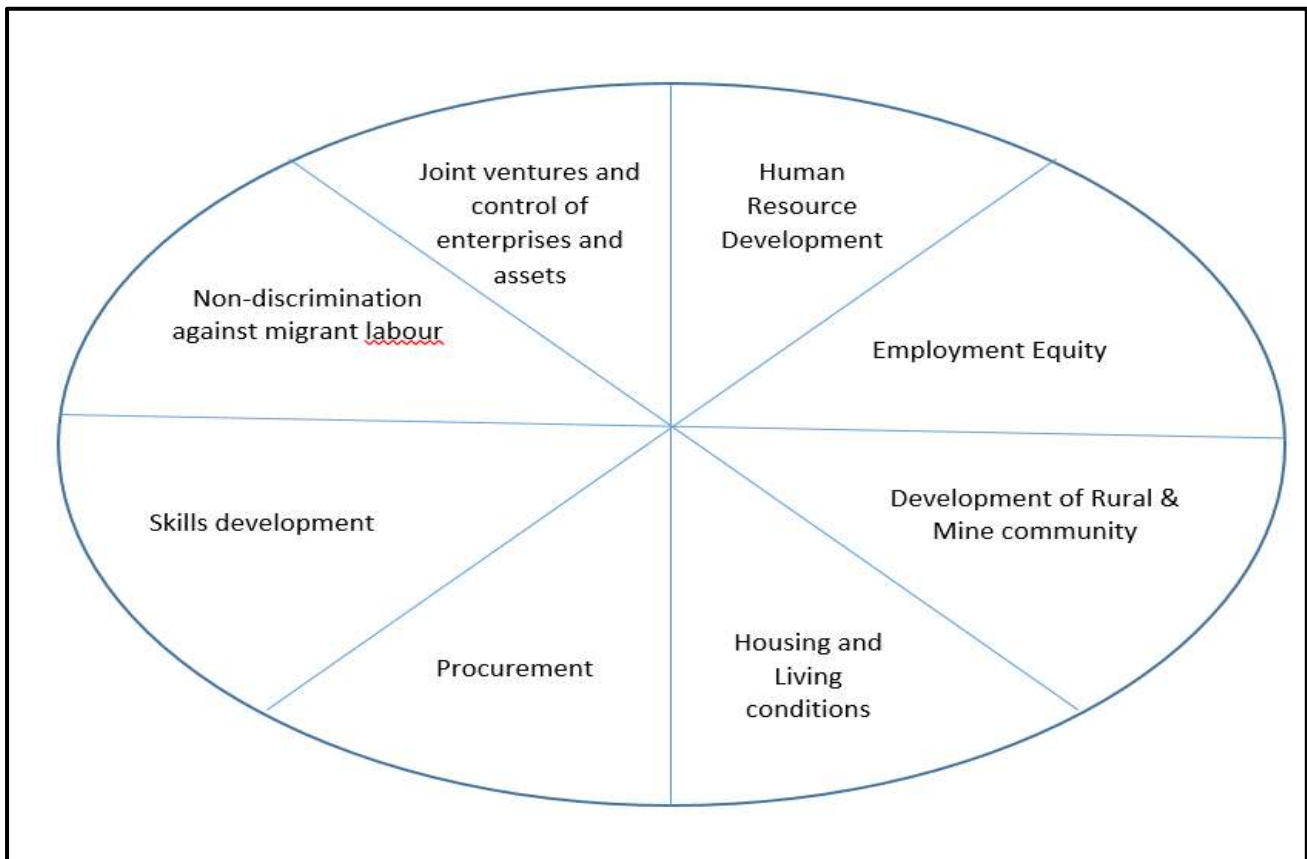 Joint ventures and
control of
enterprises and
assets
Human
Resource
Development
Non-discrimination
against migrant labour
Employment Equity
Skills development
Development of Rural &
Mine community
Procurement
Housing and
Living
conditions